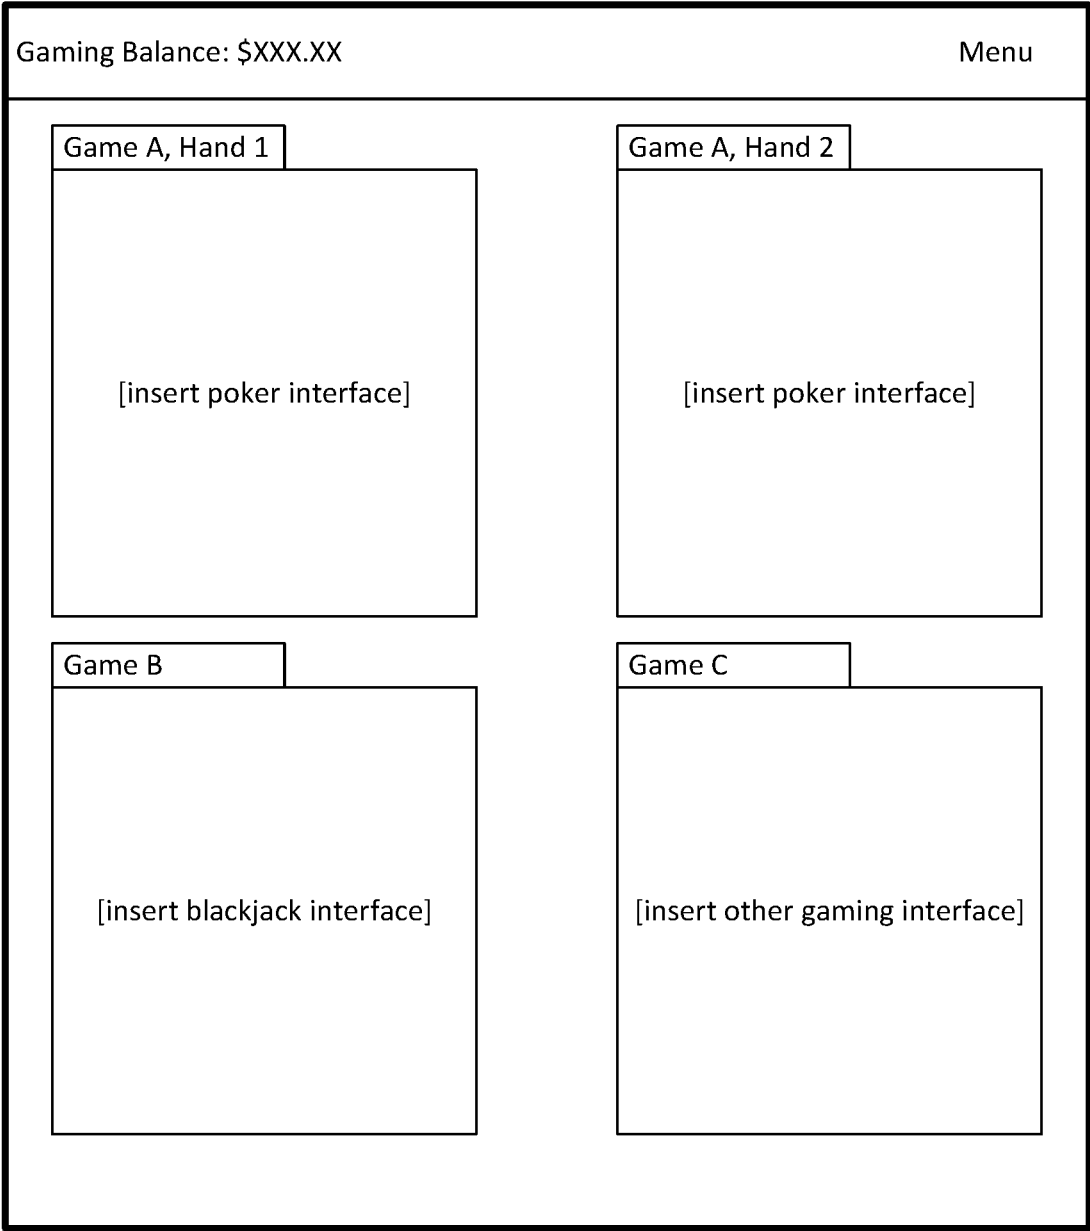 Gaming Balance: $XXX.XX
Menu
Game A, Hand 1
Game A, Hand 2
[insert poker interface]
[insert poker interface]
Game B
Game C
[insert blackjack interface]
[insert other gaming interface]